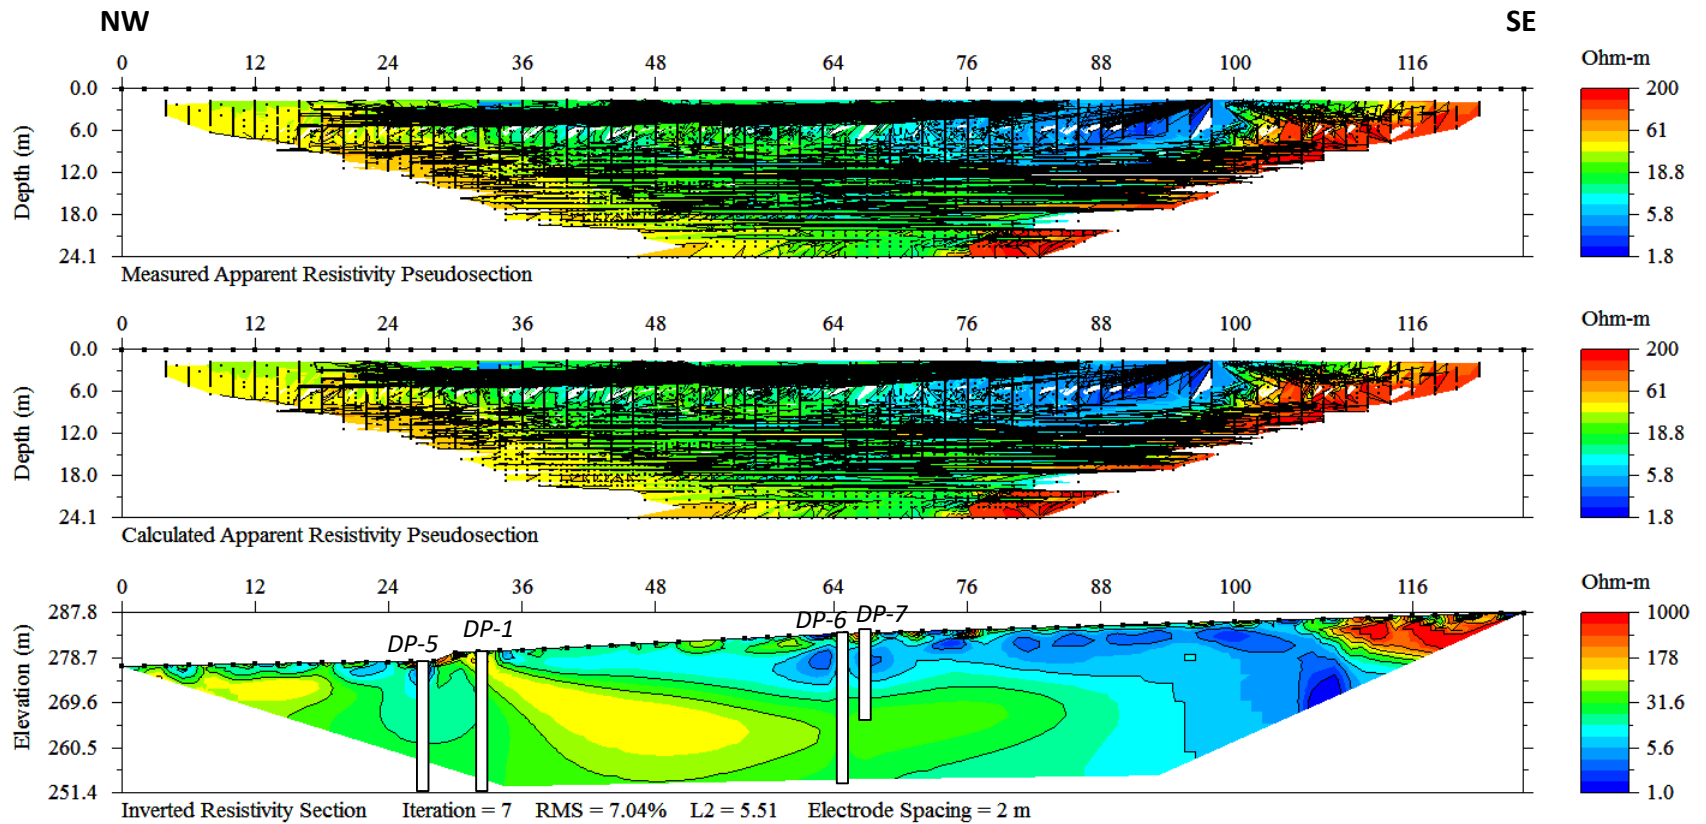 NW SE
0 12 24 36 48 64 76 88 100 116
Ohm-m
0.0
6.0
12.0
18.0
24.1
Depth (m)
200
61
18.8
5.8
1.8
Measured Apparent Resistivity Pseudosection
0 12 24 36 48 64 76 88 100 116
Ohm-m
0.0
6.0
12.0
18.0
24.1
Depth (m)
200
61
18.8
5.8
1.8
Calculated Apparent Resistivity Pseudosection
0 12 24 36 48 64 76 88 100 116
Ohm-m
287.8
278.7
269.6
260.5
251.4
Elevation (m)
DP-5
DP-1
DP-6
DP-7
1000
178
31.6
5.6
1.0
Inverted Resistivity Section Iteration = 7 RMS = 7.04% L2 = 5.51 Electrode Spacing = 2 m